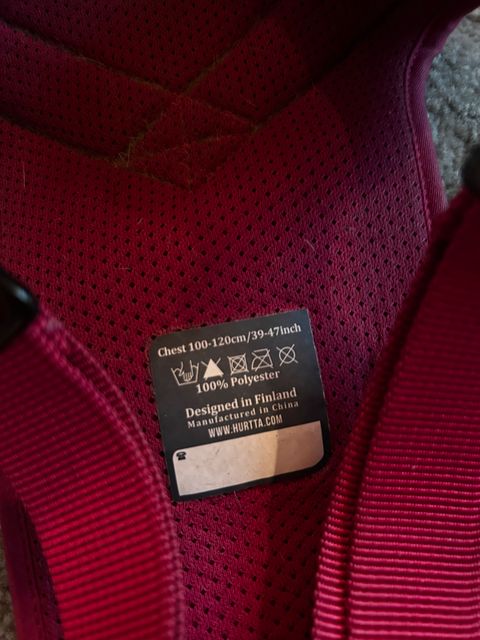 Chest 100-120cm/39-47inch
100% Polyester
Designed in Finland
Manufactured in China
WWW.HURTTA.COM